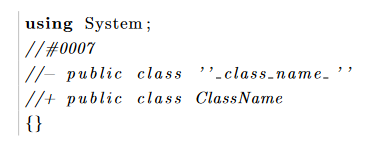 using System;
//#0007
//– public class ''_class_name_''
//+ public class ClassName
{}